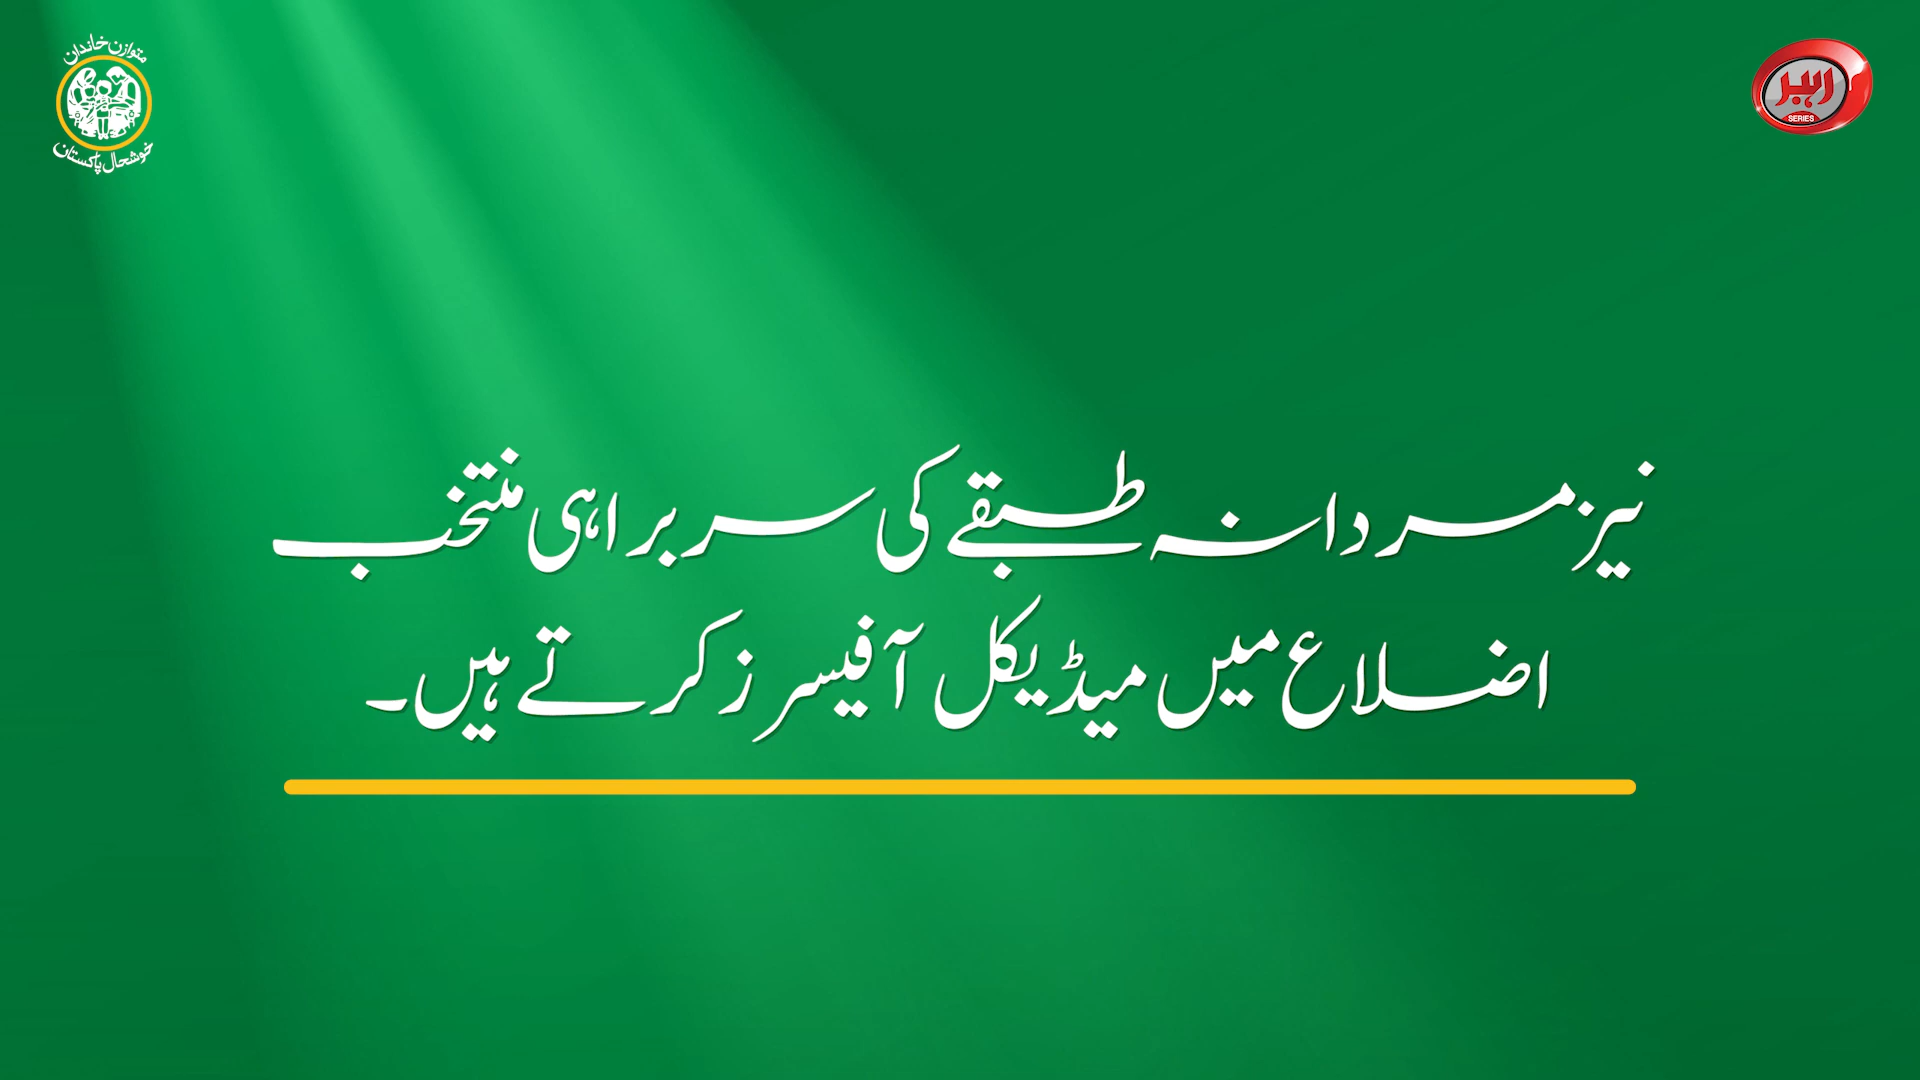 متوازن خاندان
خوشحال پاکستان
رہبر
SERIES
نیز مردانہ طبقے کی سربراہی منتخب
اضلاع میں میڈیکل آفیسرز کرتے ہیں۔